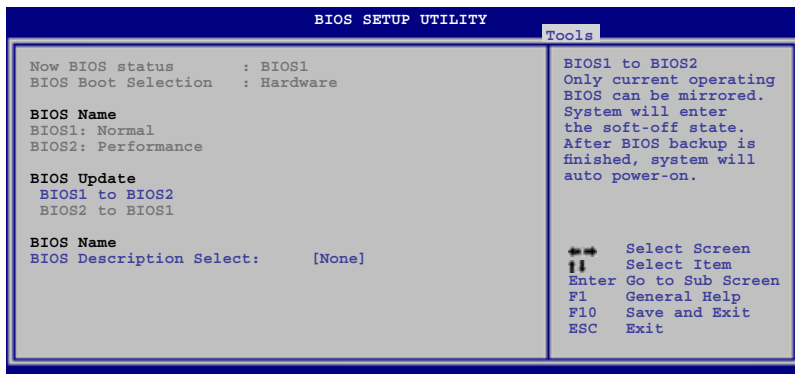 BIOS SETUP UTILITY
Tools
Now BIOS status : BIOS1
BIOS Boot Selection : Hardware
BIOS Name
BIOS1: Normal
BIOS2: Performance
BIOS Update
BIOS1 to BIOS2
BIOS2 to BIOS1
BIOS Name
BIOS Description Select: [None]
BIOS1 to BIOS2
Only current operating
BIOS can be mirrored.
System will enter
the soft-off state.
After BIOS backup is
finished, system will
auto power-on.
←→ Select Screen
↑↓ Select Item
Enter Go to Sub Screen
F1 General Help
F10 Save and Exit
ESC Exit